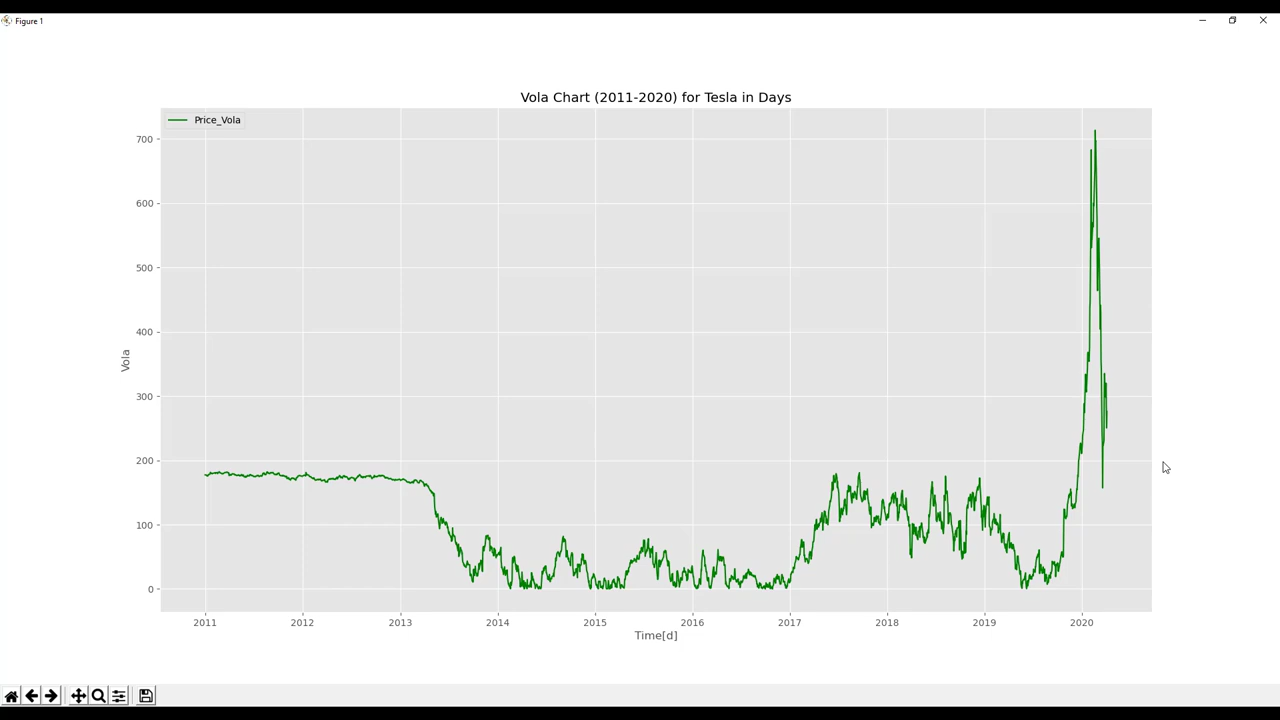 Figure 1
Vola Chart (2011-2020) for Tesla in Days
Price_Vola
700
600
500
400
300
200
100
0
Vola
2011 2012 2013 2014 2015 2016 2017 2018 2019 2020
Time[d]